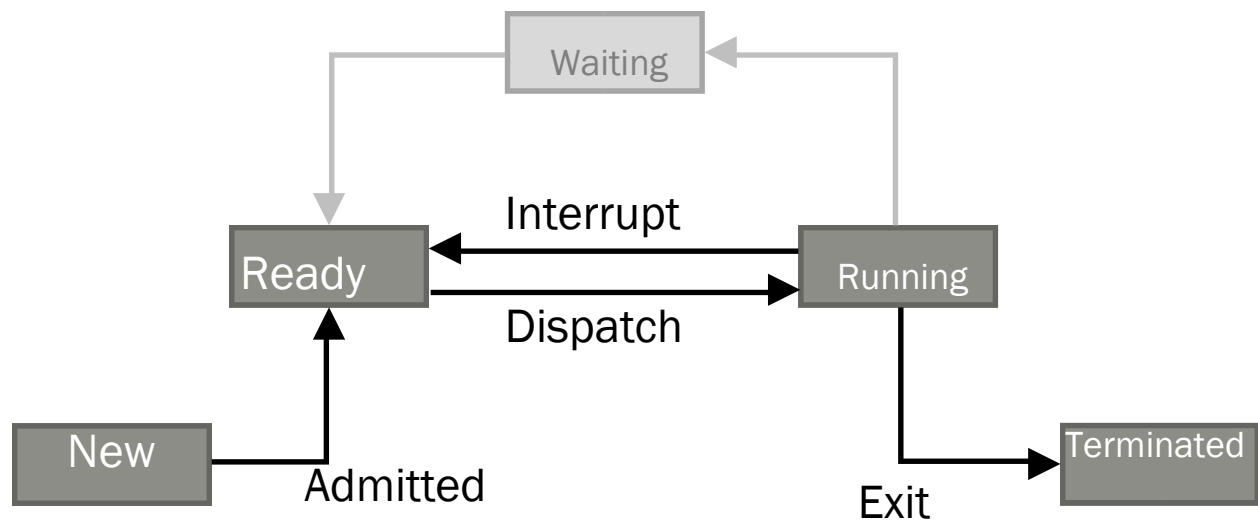 Waiting
Interrupt
Ready
Running
Dispatch
New
Terminated
Admitted
Exit